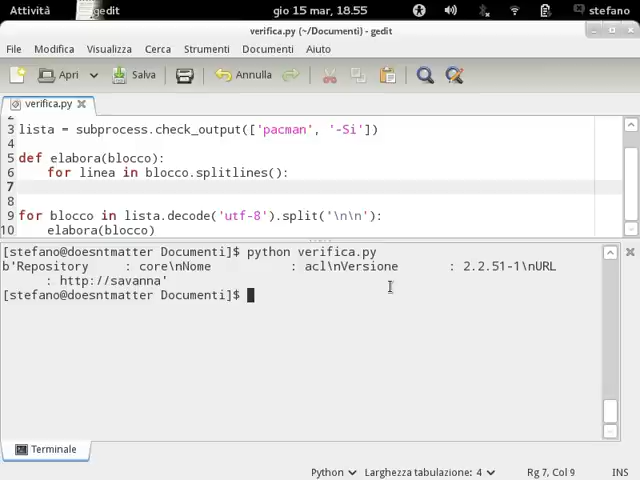 Attività
gedit
gio 15 mar, 18.55
stefano
verifica.py (~/Documenti) - gedit
File Modifica Visualizza Cerca Strumenti Documenti Aiuto
Apri Salva Annulla
verifica.py
3 lista = subprocess.check_output(['pacman', '-Si'])
4
5 def elabora(blocco):
6     for linea in blocco.splitlines():
7
9 for blocco in lista.decode('utf-8').split('\n\n'):
10     elabora(blocco)
[stefano@doesntmatter Documenti]$ python verifica.py
b'Repository     : core\nNome           : acl\nVersione       : 2.2.51-1\nURL
       : http://savanna'
[stefano@doesntmatter Documenti]$
Terminale
Python Larghezza tabulazione: 4 Rg 7, Col 9 INS